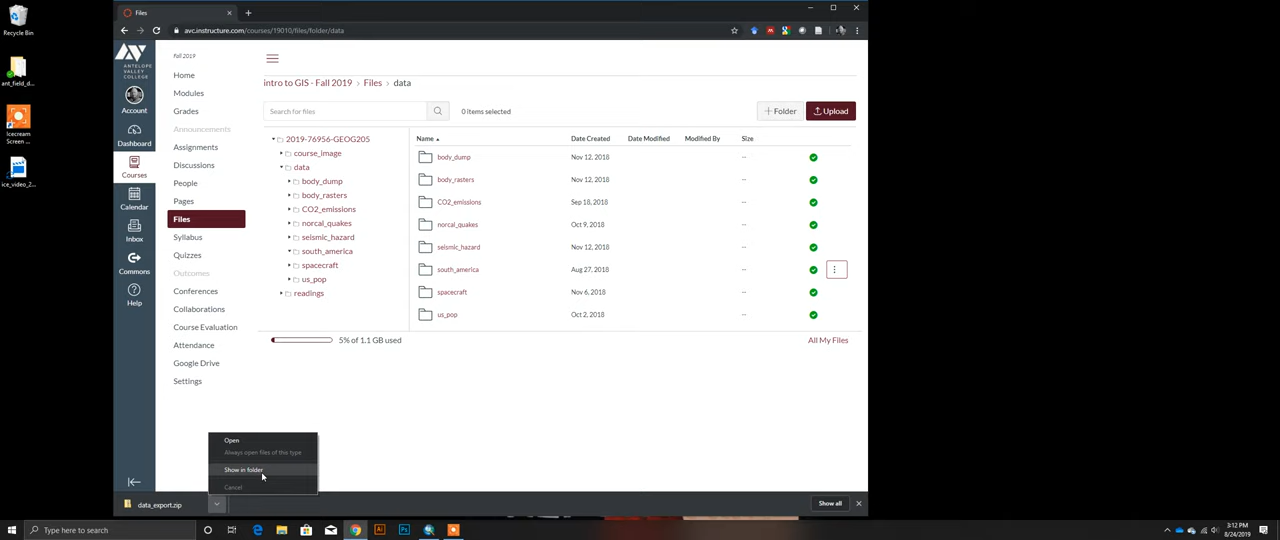 Recycle Bin
ant_field_d...
Icecream
Screen ...
ice_video_2...
Files
avc.instructure.com/courses/19010/files/folder/data
ANTELOPE
VALLEY
COLLEGE
Account
Dashboard
Courses
Calendar
Inbox
Commons
Help
Fall 2019
Home
Modules
Grades
Announcements
Assignments
Discussions
People
Pages
Files
Syllabus
Quizzes
Outcomes
Conferences
Collaborations
Course Evaluation
Attendance
Google Drive
Settings
intro to GIS - Fall 2019 › Files › data
Search for files
0 items selected
+ Folder
Upload
2019-76956-GEOG205
course_image
data
body_dump
body_rasters
CO2_emissions
norcal_quakes
seismic_hazard
south_america
spacecraft
us_pop
readings
Name Date Created Date Modified Modified By Size
body_dump Nov 12, 2018 --
body_rasters Nov 12, 2018 --
CO2_emissions Sep 18, 2018 --
norcal_quakes Oct 9, 2018 --
seismic_hazard Nov 12, 2018 --
south_america Aug 27, 2018 --
spacecraft Nov 6, 2018 --
us_pop Oct 2, 2018 --
5% of 1.1 GB used
All My Files
Open
Always open files of this type
Show in folder
Cancel
data_export.zip
Show all
Type here to search
3:12 PM
8/24/2019